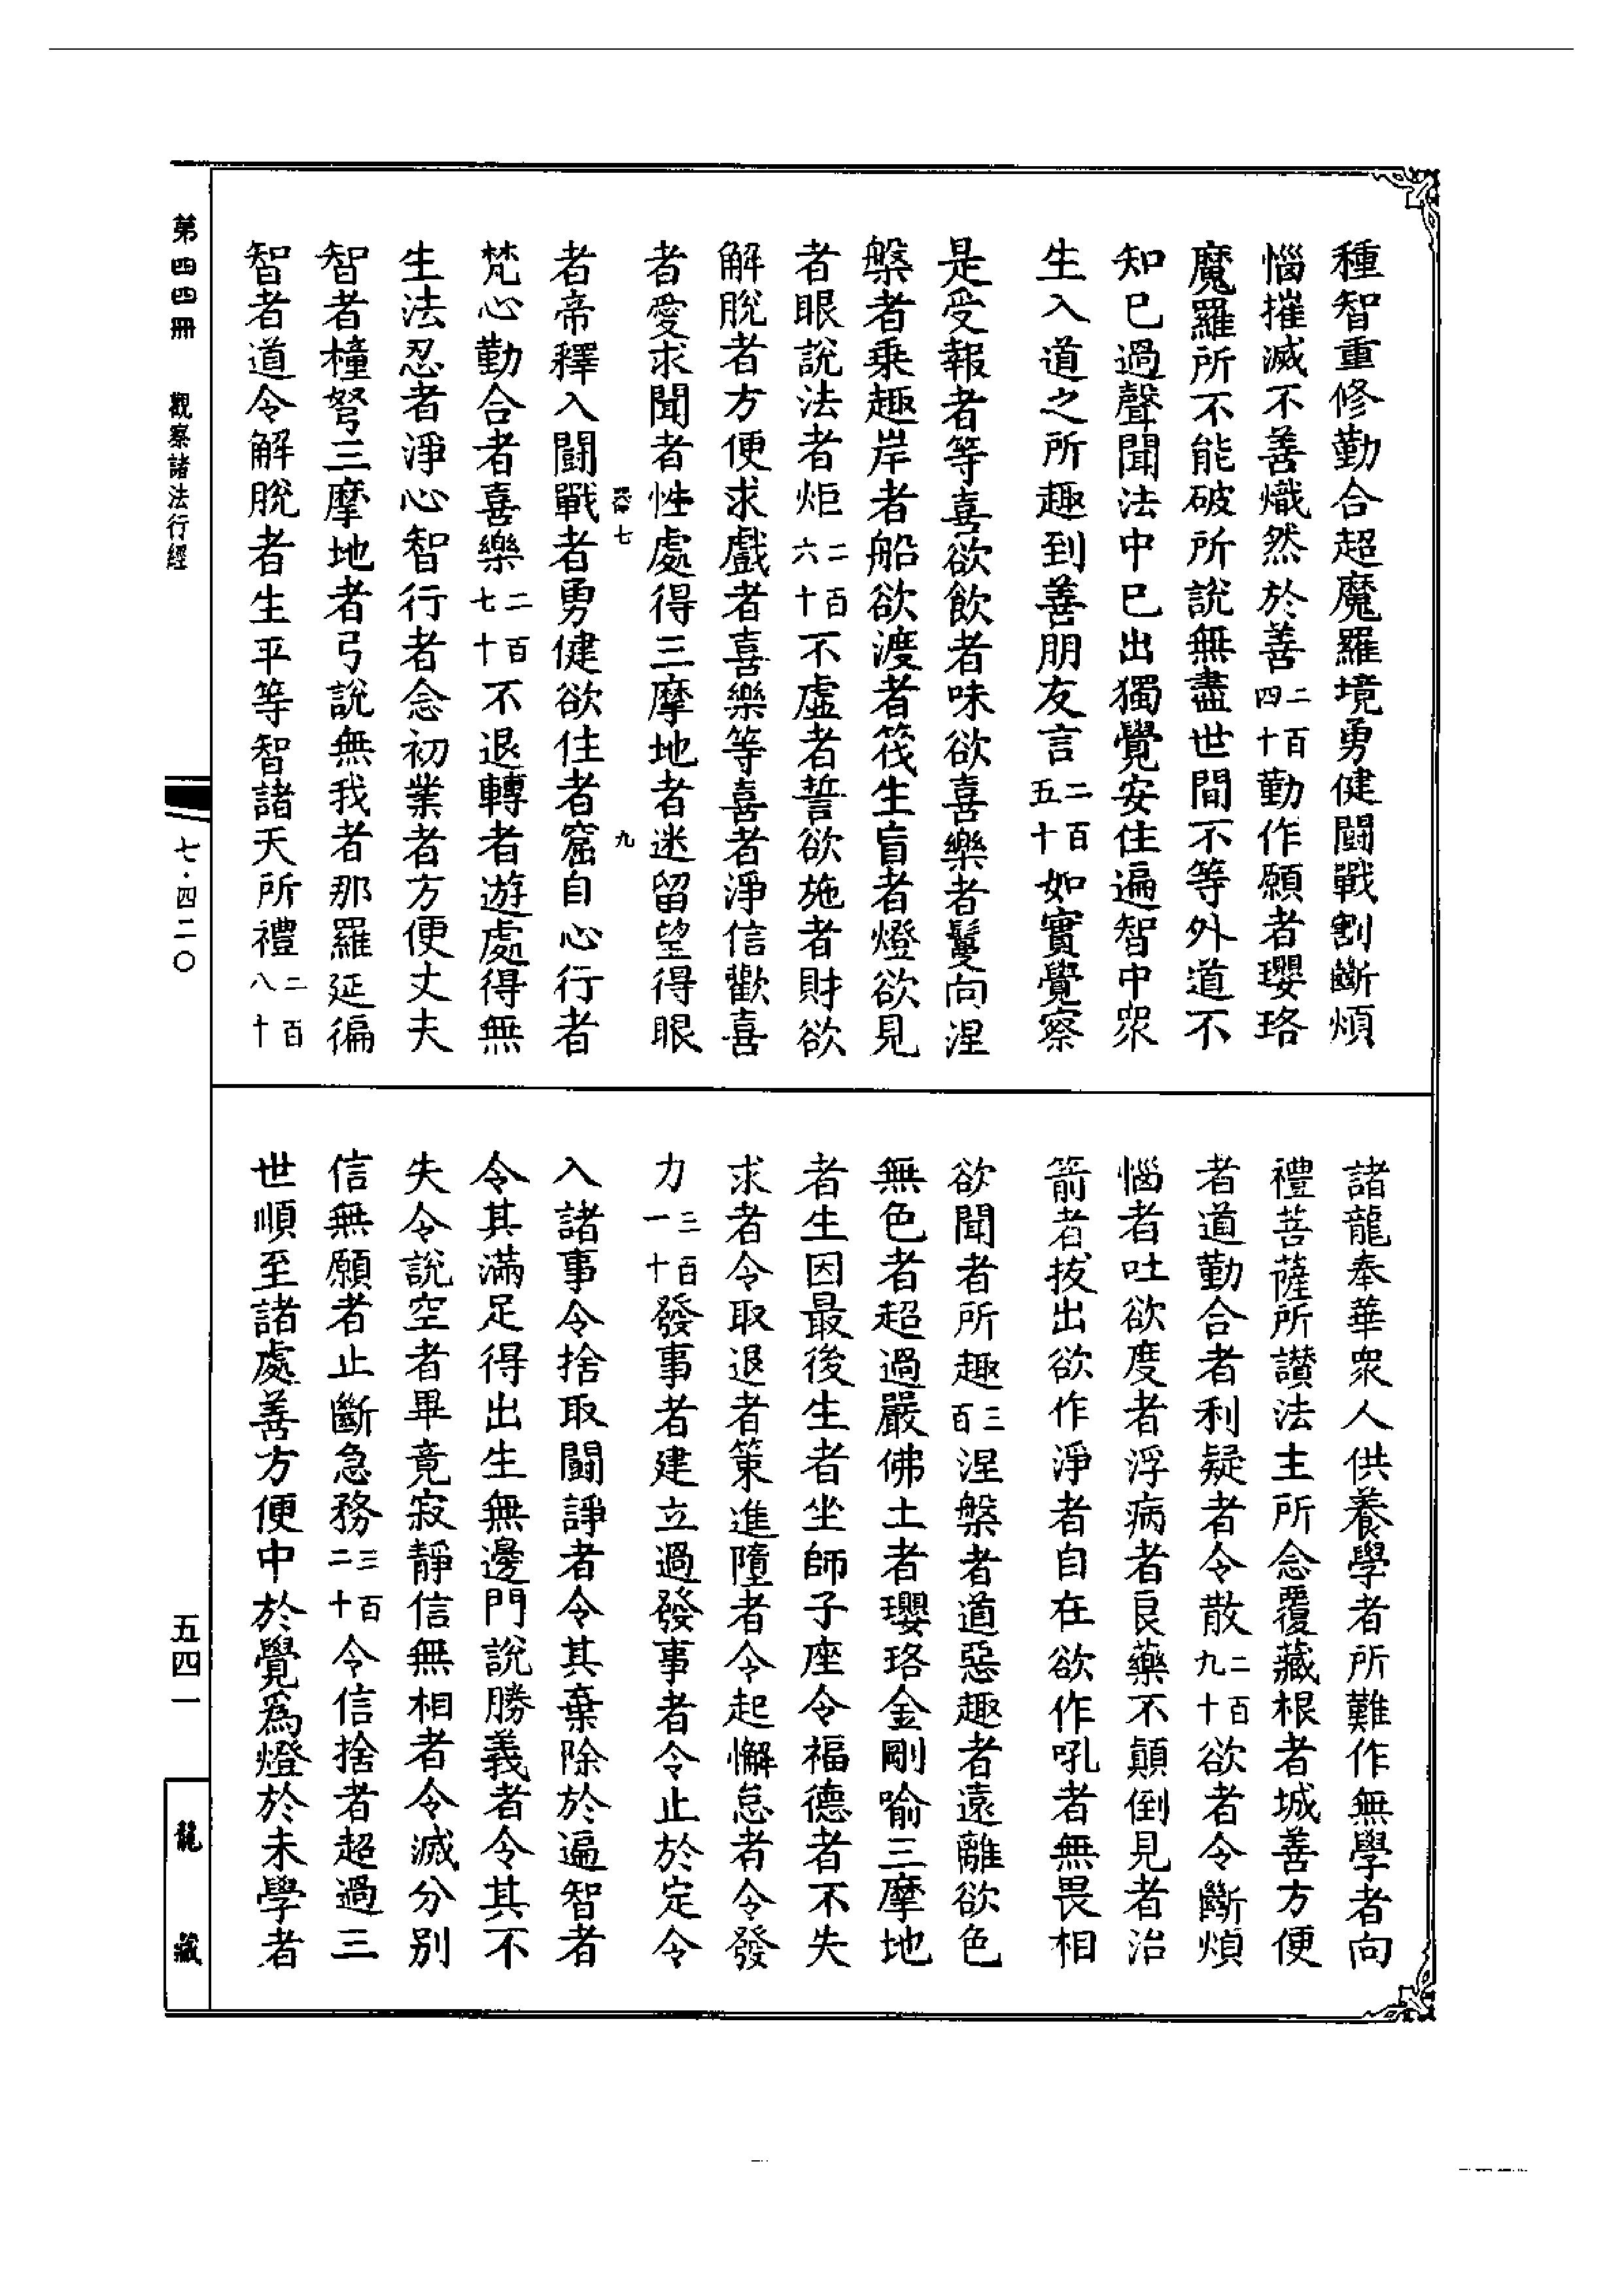 種智重修勤合超魔羅境勇健鬪戰割斷煩
惱摧滅不善熾然於善二百四十勤作願者瓔珞
魔羅所不能破所說無盡世間不等外道不
知已過聲聞法中已出獨覺安住遍智中眾
生入道之所趣到善朋友言二百五十如實覺察
是受報者等喜欲飲者味欲喜樂者鬘向涅
槃者乘趣岸者船欲渡者筏生盲者燈欲見
者眼說法者炬二百六十不虛者誓欲施者財欲
解脫者方便求戲者喜樂等喜者淨信歡喜
者愛求聞者性處得三摩地者迷留望得眼
七 九
者帝釋入鬪戰者勇健欲住者窟自心行者
梵心勤合者喜樂二百七十不退轉者遊處得無
生法忍者淨心智行者念初業者方便丈夫
智者橦弩三摩地者弓說無我者那羅延徧
智者道令解脫者生平等智諸天所禮二百八十
諸龍奉華眾人供養學者所難作無學者向
禮菩薩所讚法主所念覆藏根者城善方便
者道勤合者利疑者令散二百九十欲者令斷煩
惱者吐欲度者浮病者良藥不顛倒見者治
箭者拔出欲作淨者自在欲作吼者無畏相
欲聞者所趣三百涅槃者道惡趣者遠離欲色
無色者超過嚴佛土者瓔珞金剛喻三摩地
者生因最後生者坐師子座令福德者不失
求者令取退者策進墮者令起懈怠者令發
力三百一十發事者建立過發事者令止於定令
入諸事令捨取鬪諍者令其棄除於遍智者
令其滿足得出生無邊門說勝義者令其不
失令說空者畢竟寂靜信無相者令滅分別
信無願者止斷急務三百二十令信捨者超過三
世順至諸處善方便中於覺為燈於未學者
第四四冊 觀察諸法行經 七·四二〇 五四一 龍藏